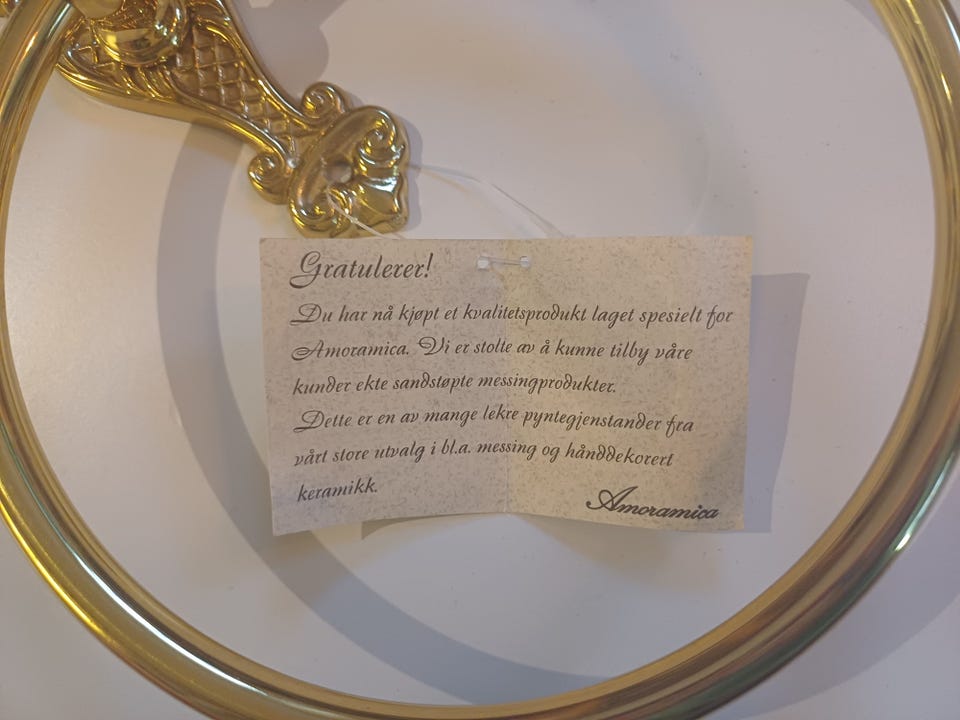 Gratulerer!
Du har nå kjøpt et kvalitetsprodukt laget spesielt for
Amoramica. Vi er stolte av å kunne tilby våre
kunder ekte sandstøpte messingprodukter.
Dette er en av mange lekre pyntegjenstander fra
vårt store utvalg i bl.a. messing og hånddekorert
keramikk.
Amoramica